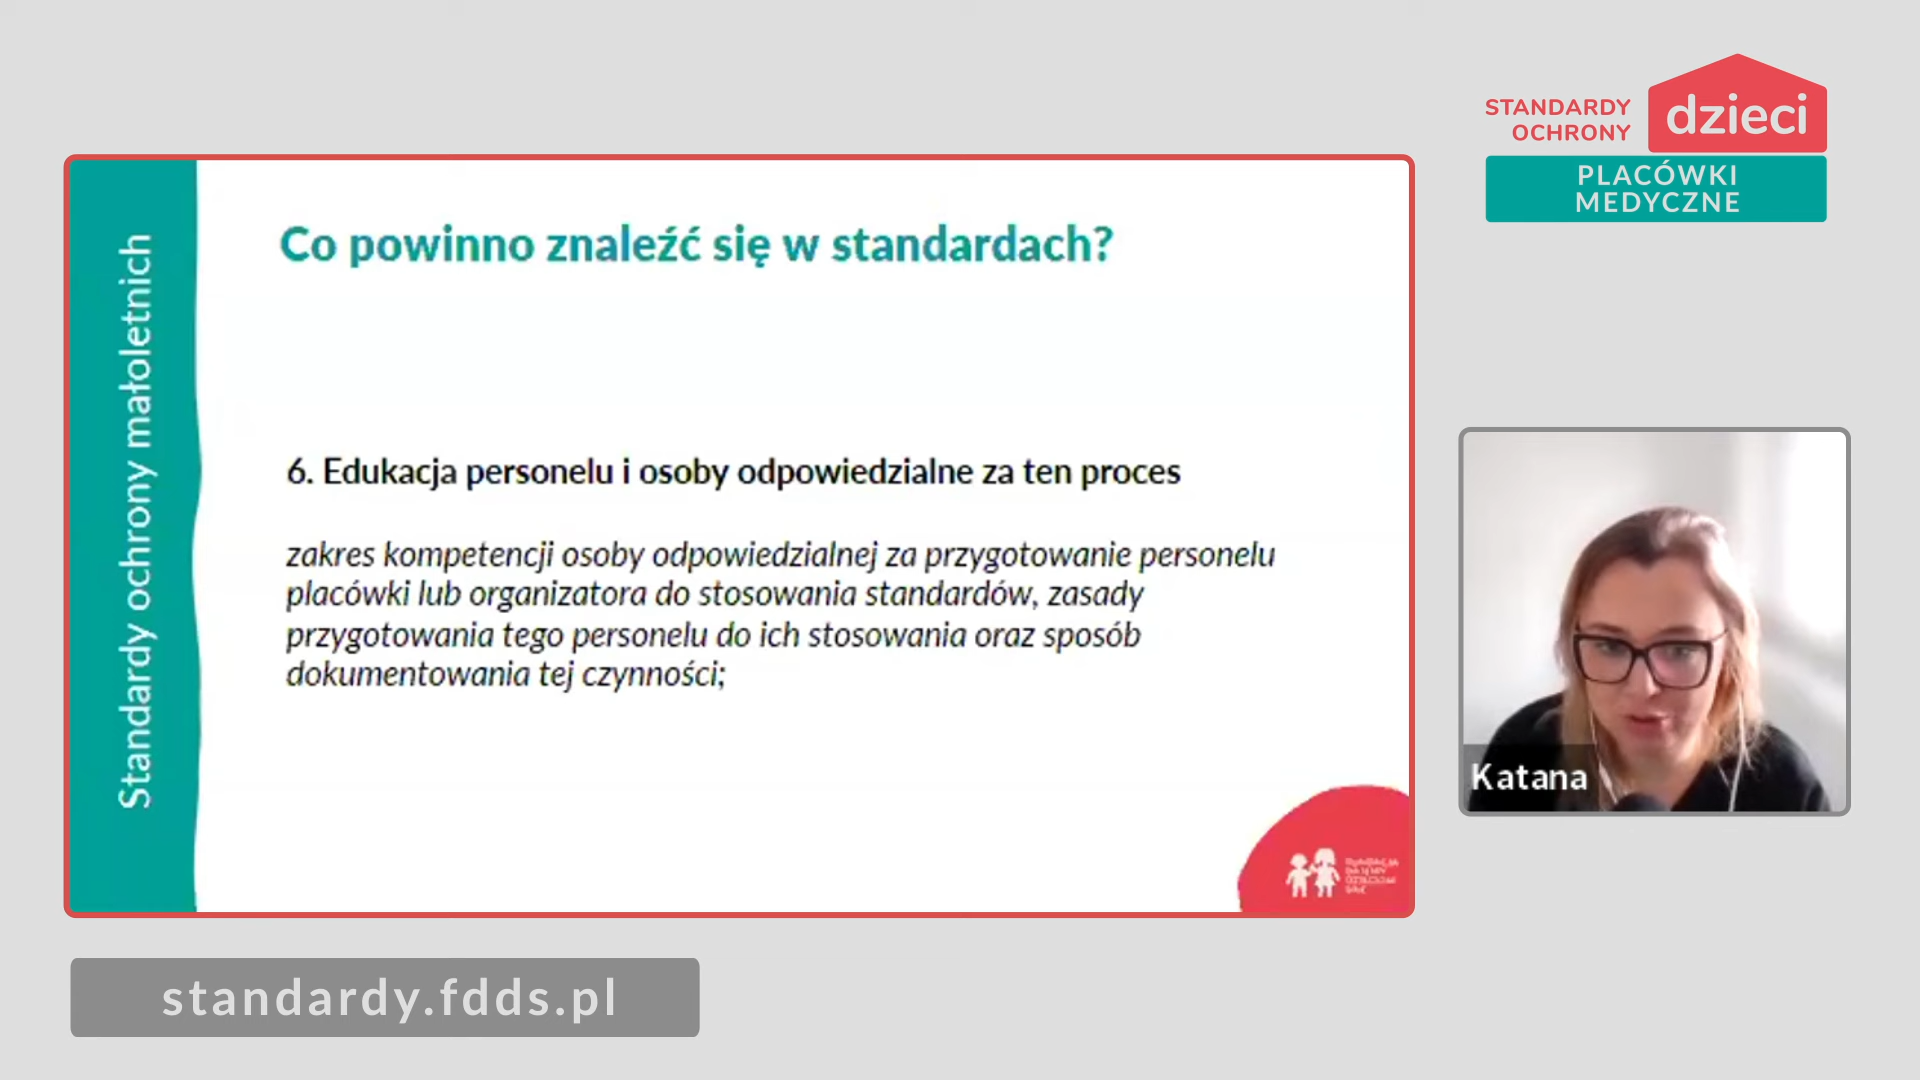 STANDARDY
OCHRONY
dzieci
PLACÓWKI
MEDYCZNE
Standardy ochrony małoletnich
Co powinno znaleźć się w standardach?
6. Edukacja personelu i osoby odpowiedzialne za ten proces
zakres kompetencji osoby odpowiedzialnej za przygotowanie personelu
placówki lub organizatora do stosowania standardów, zasady
przygotowania tego personelu do ich stosowania oraz sposób
dokumentowania tej czynności;
Katana
standardy.fdds.pl